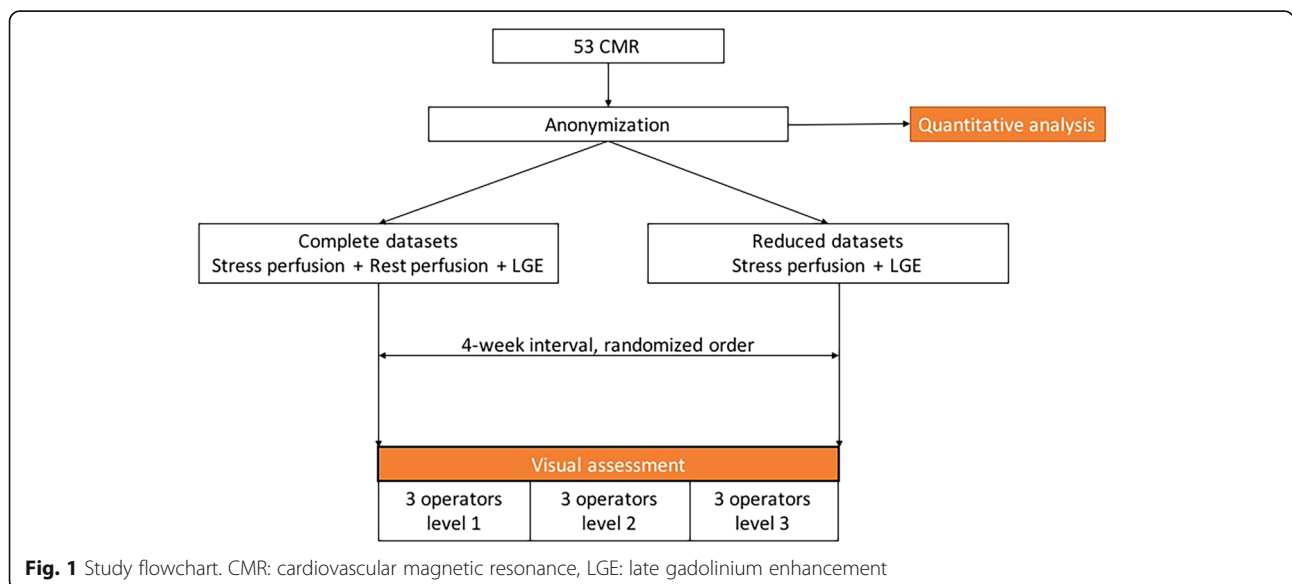 53 CMR
Anonymization
Quantitative analysis
Complete datasets
Stress perfusion + Rest perfusion + LGE
Reduced datasets
Stress perfusion + LGE
4-week interval, randomized order
Visual assessment
3 operators
level 1
3 operators
level 2
3 operators
level 3
Fig. 1 Study flowchart. CMR: cardiovascular magnetic resonance, LGE: late gadolinium enhancement